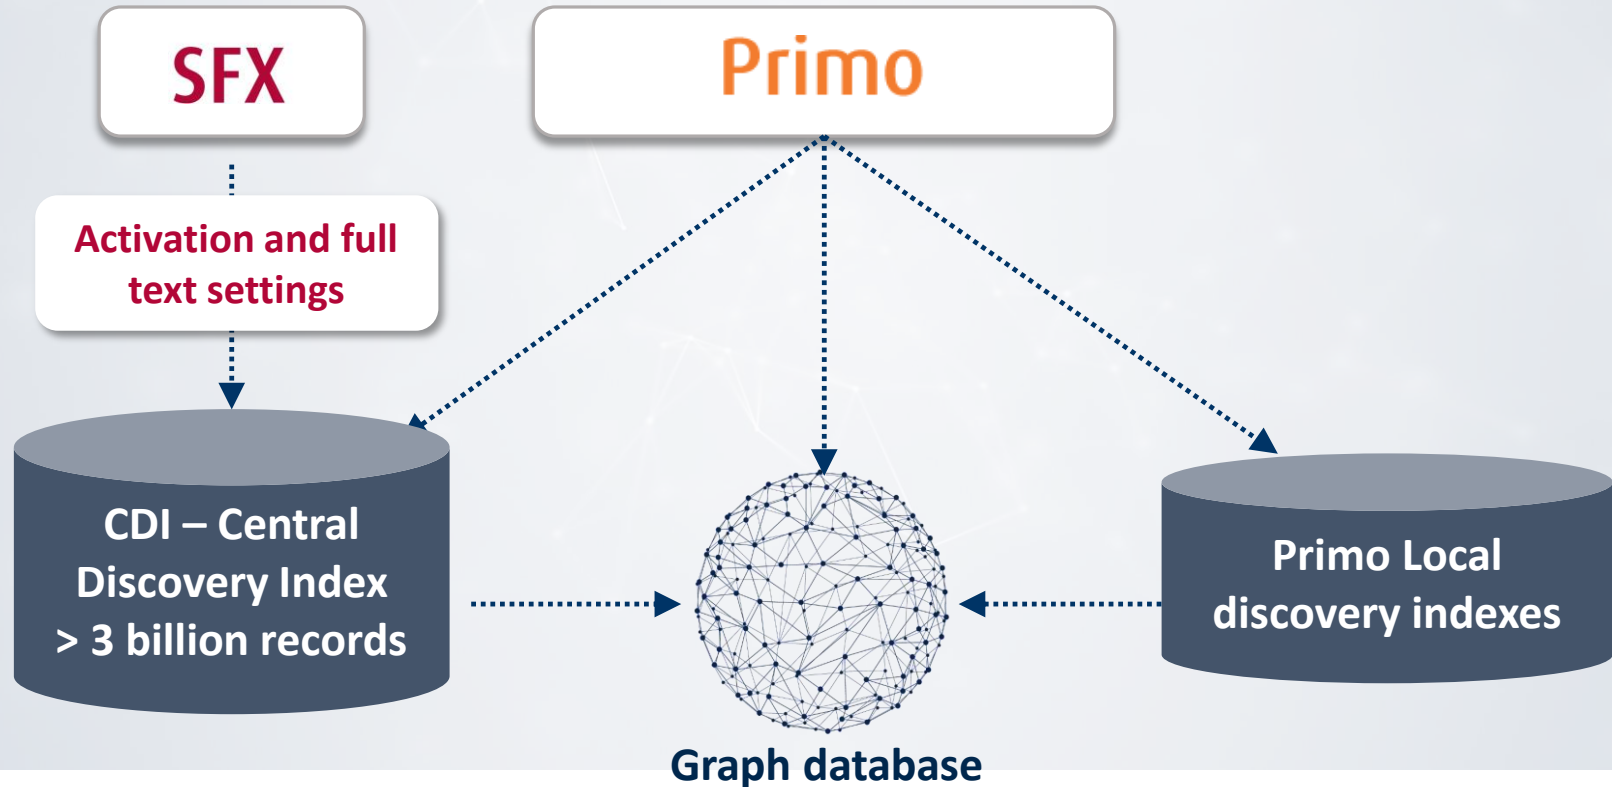 SFX
Primo
Activation and full
text settings
CDI – Central
Discovery Index
> 3 billion records
Primo Local
discovery indexes
Graph database